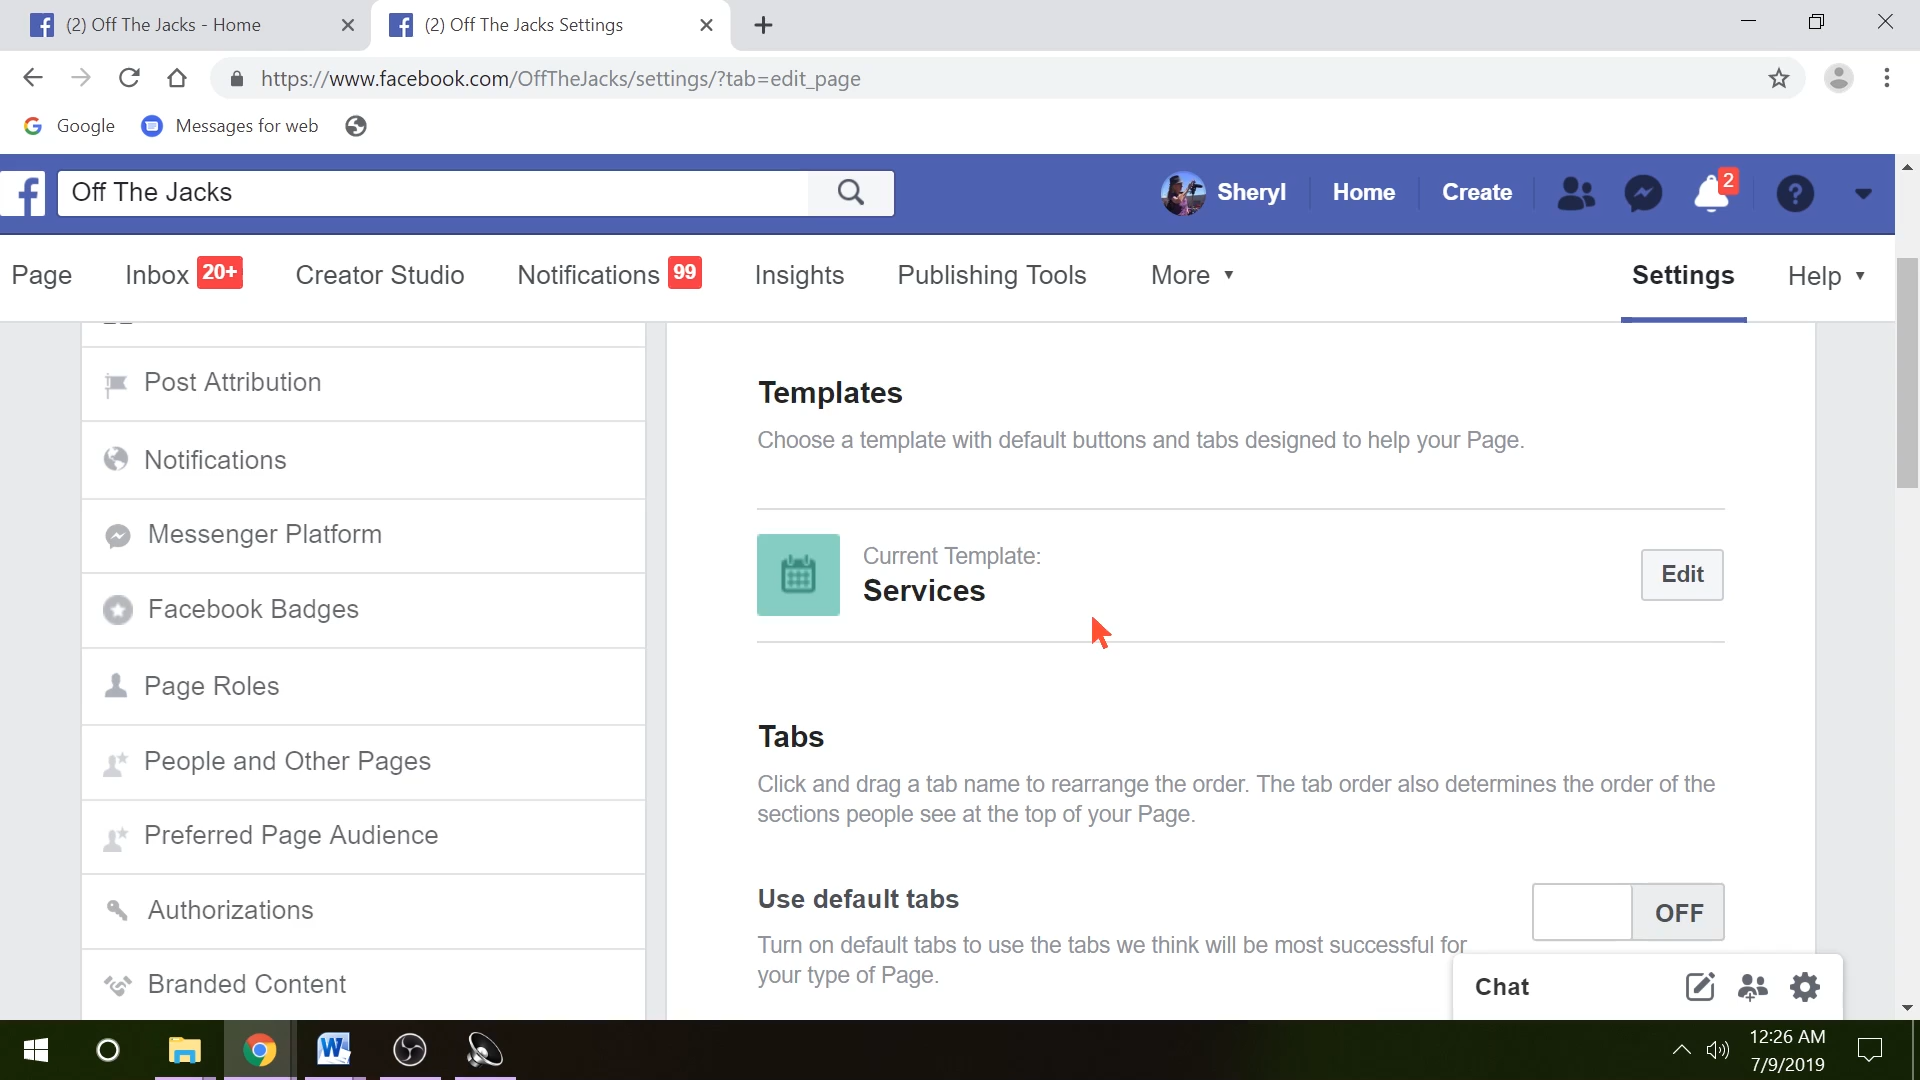 (2) Off The Jacks - Home
(2) Off The Jacks Settings
https://www.facebook.com/OffTheJacks/settings/?tab=edit_page
Google
Messages for web
Off The Jacks
Sheryl
Home
Create
2
Page
Inbox 20+
Creator Studio
Notifications 99
Insights
Publishing Tools
More
Settings
Help
Post Attribution
Notifications
Messenger Platform
Facebook Badges
Page Roles
People and Other Pages
Preferred Page Audience
Authorizations
Branded Content
Templates
Choose a template with default buttons and tabs designed to help your Page.
Current Template:
Services
Edit
Tabs
Click and drag a tab name to rearrange the order. The tab order also determines the order of the
sections people see at the top of your Page.
Use default tabs
OFF
Turn on default tabs to use the tabs we think will be most successful for
your type of Page.
Chat
12:26 AM
7/9/2019